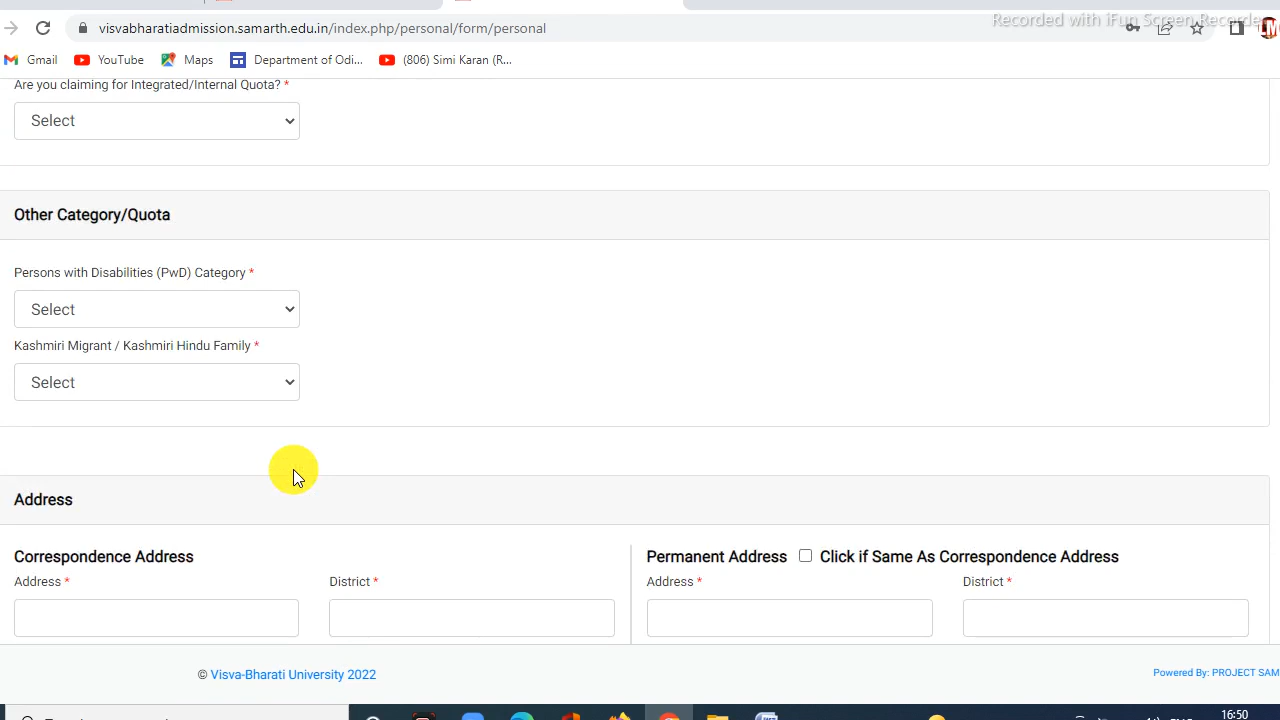 Recorded with iFun Screen Recorde
visvabharatiadmission.samarth.edu.in/index.php/personal/form/personal
Gmail YouTube Maps Department of Odi... (806) Simi Karan (R...
Are you claiming for Integrated/Internal Quota? *
Select
Other Category/Quota
Persons with Disabilities (PwD) Category *
Select
Kashmiri Migrant / Kashmiri Hindu Family *
Select
Address
Correspondence Address
Permanent Address Click if Same As Correspondence Address
Address * District * Address * District *
© Visva-Bharati University 2022
Powered By: PROJECT SAM
16:50